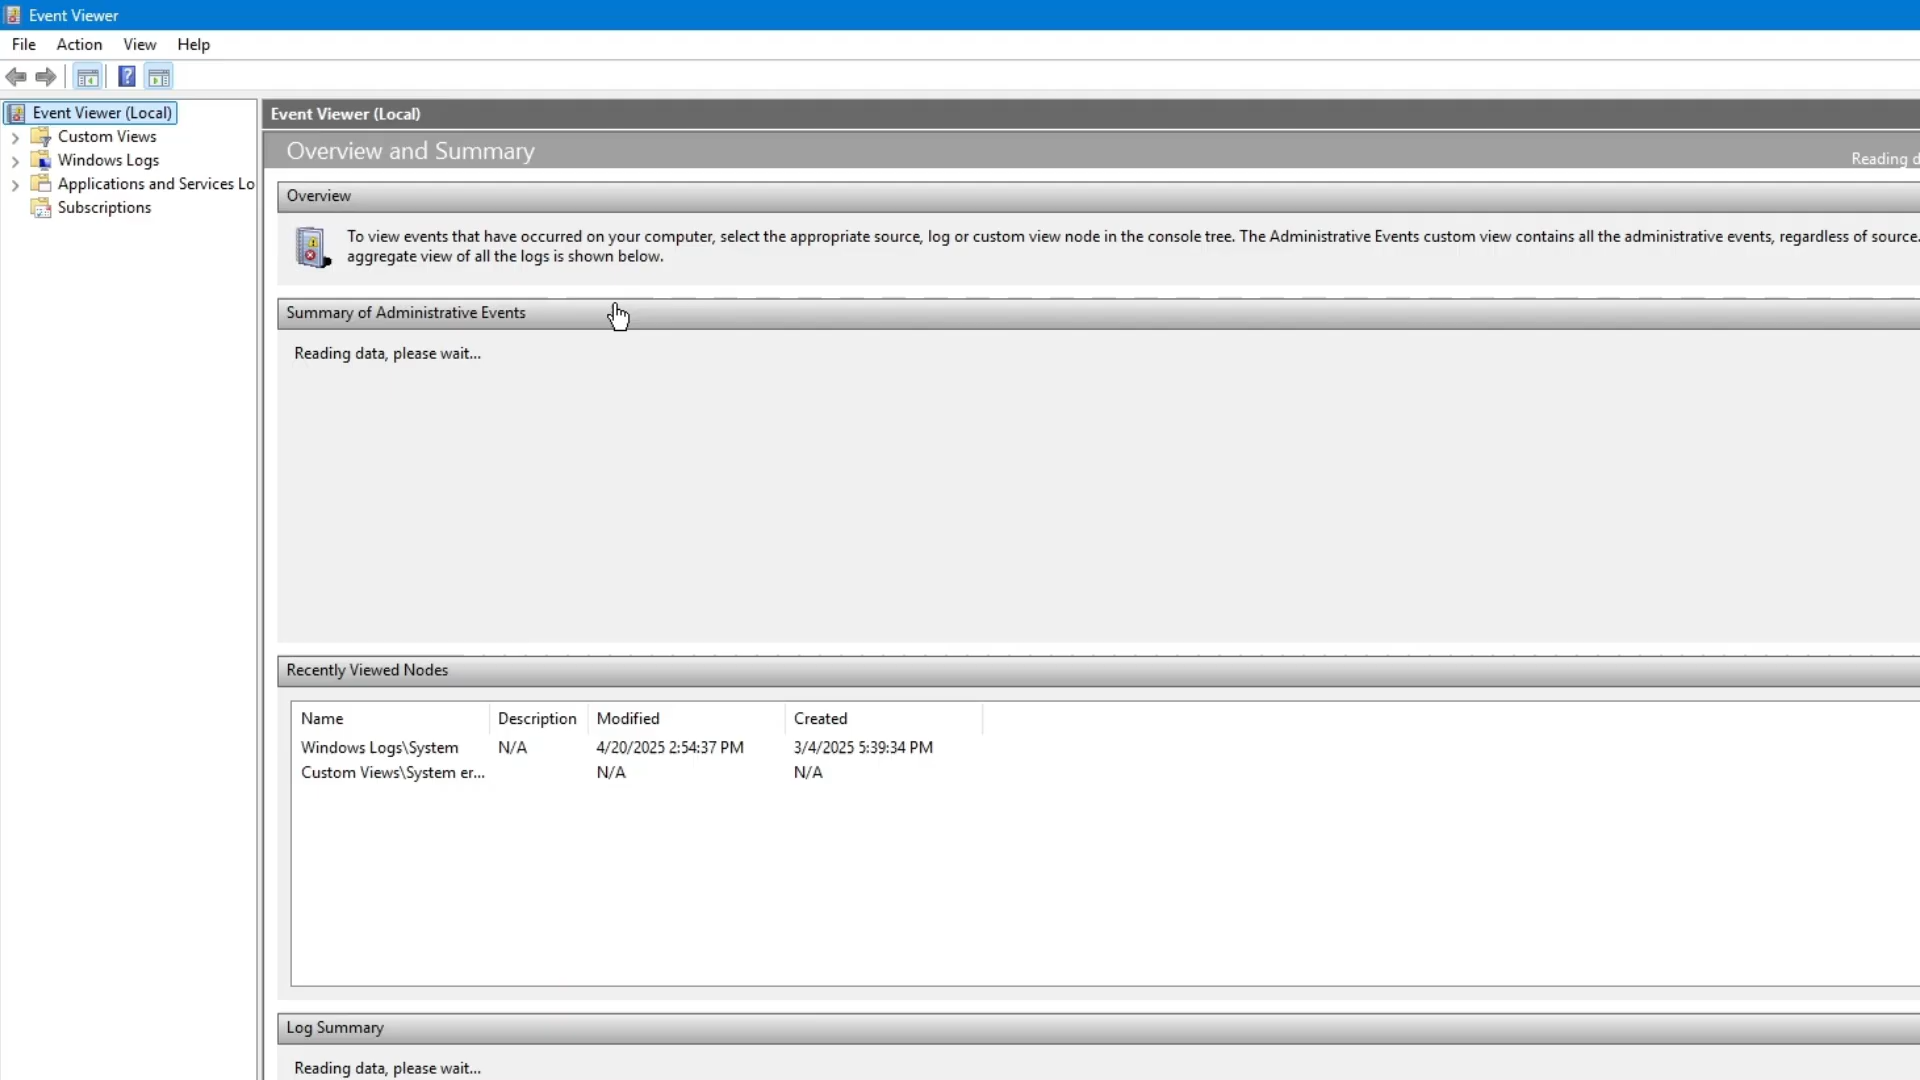 Event Viewer
File Action View Help
Event Viewer (Local)
Custom Views
Windows Logs
Applications and Services Lo
Subscriptions
Event Viewer (Local)
Overview and Summary
Reading d
Overview
To view events that have occurred on your computer, select the appropriate source, log or custom view node in the console tree. The Administrative Events custom view contains all the administrative events, regardless of source.
aggregate view of all the logs is shown below.
Summary of Administrative Events
Reading data, please wait...
Recently Viewed Nodes
Name Description Modified Created
Windows Logs\System N/A 4/20/2025 2:54:37 PM 3/4/2025 5:39:34 PM
Custom Views\System er... N/A N/A
Log Summary
Reading data, please wait...